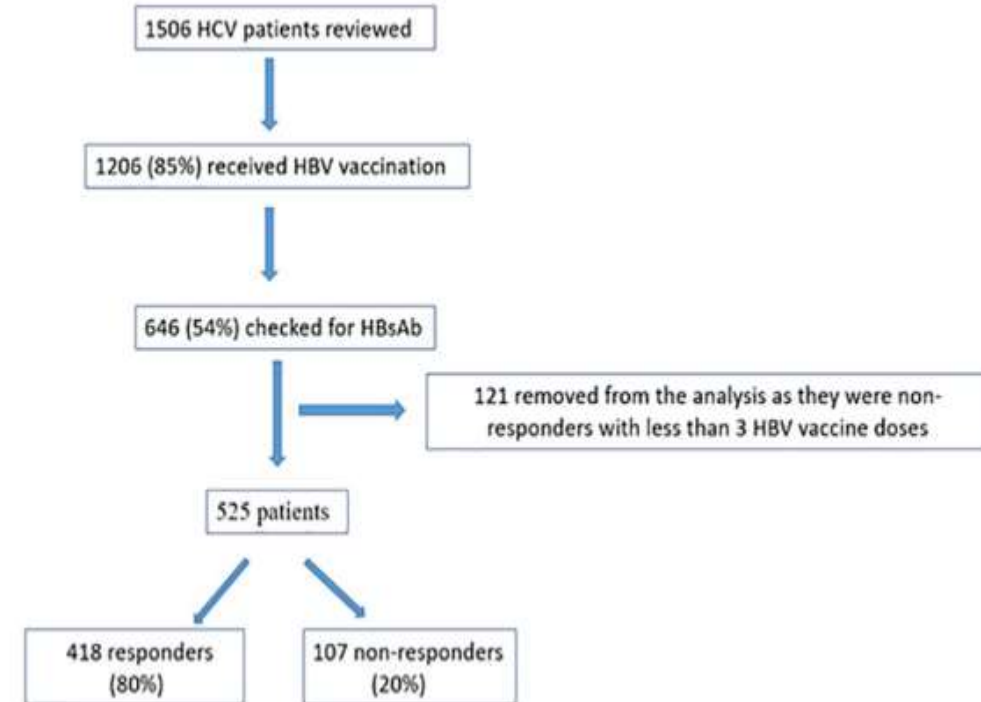 1506 HCV patients reviewed
1206 (85%) received HBV vaccination
646 (54%) checked for HBsAb
121 removed from the analysis as they were non-
responders with less than 3 HBV vaccine doses
525 patients
418 responders
(80%)
107 non-responders
(20%)